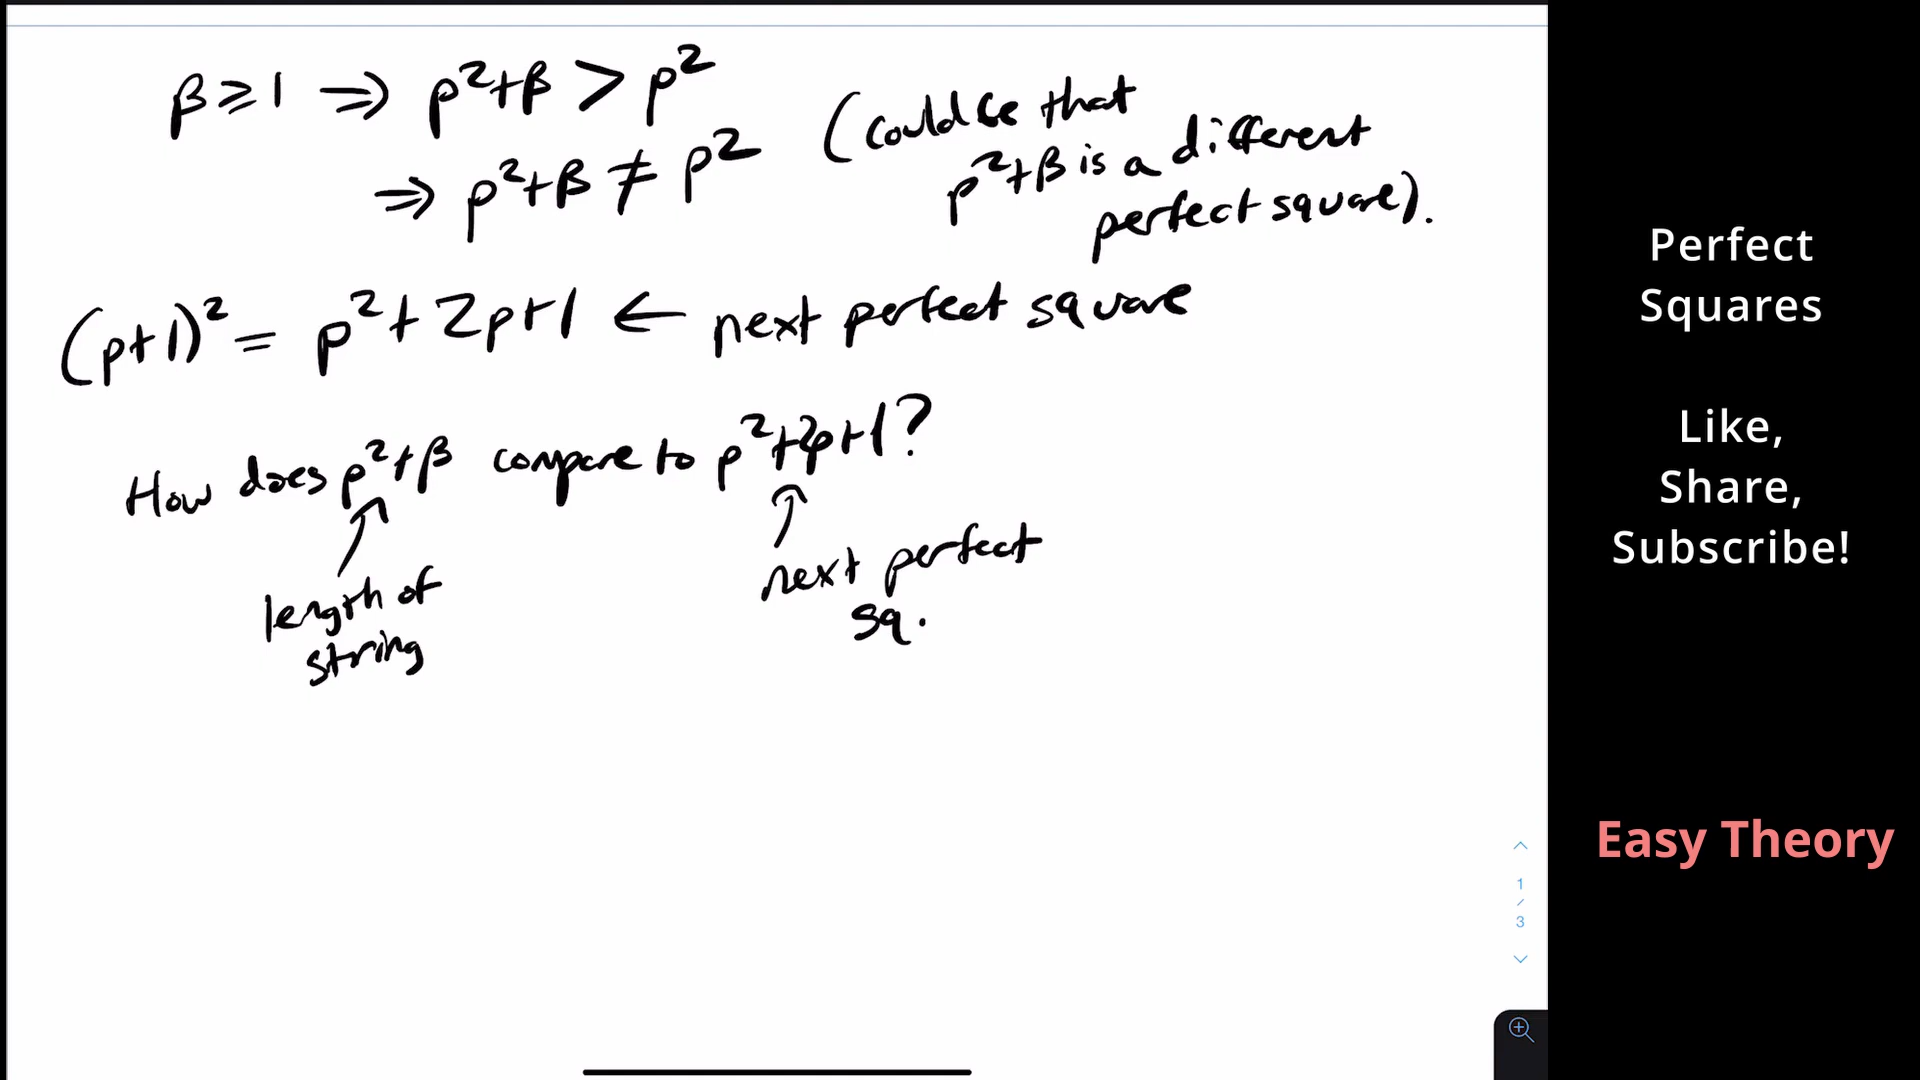 β ≥ 1 ⇒ p²+β > p²
⇒ p²+β ≠ p²
(could be that
p²+β is a different
perfect square).
(p+1)² = p²+2p+1 ← next perfect square
How does p²+β compare to p²+2p+1?
length of
string
next perfect
sq.
Perfect
Squares
Like,
Share,
Subscribe!
Easy Theory
1
/
3